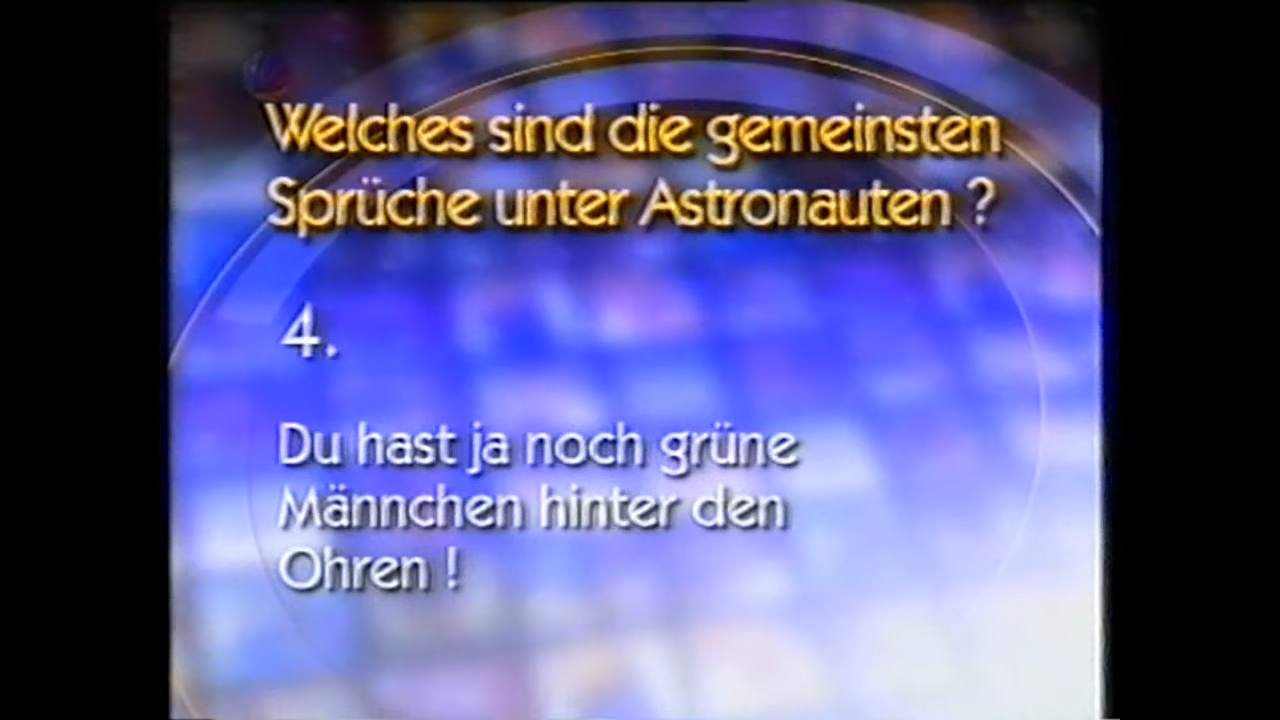 Welches sind die gemeinsten
Sprüche unter Astronauten ?
4.
Du hast ja noch grüne
Männchen hinter den
Ohren !